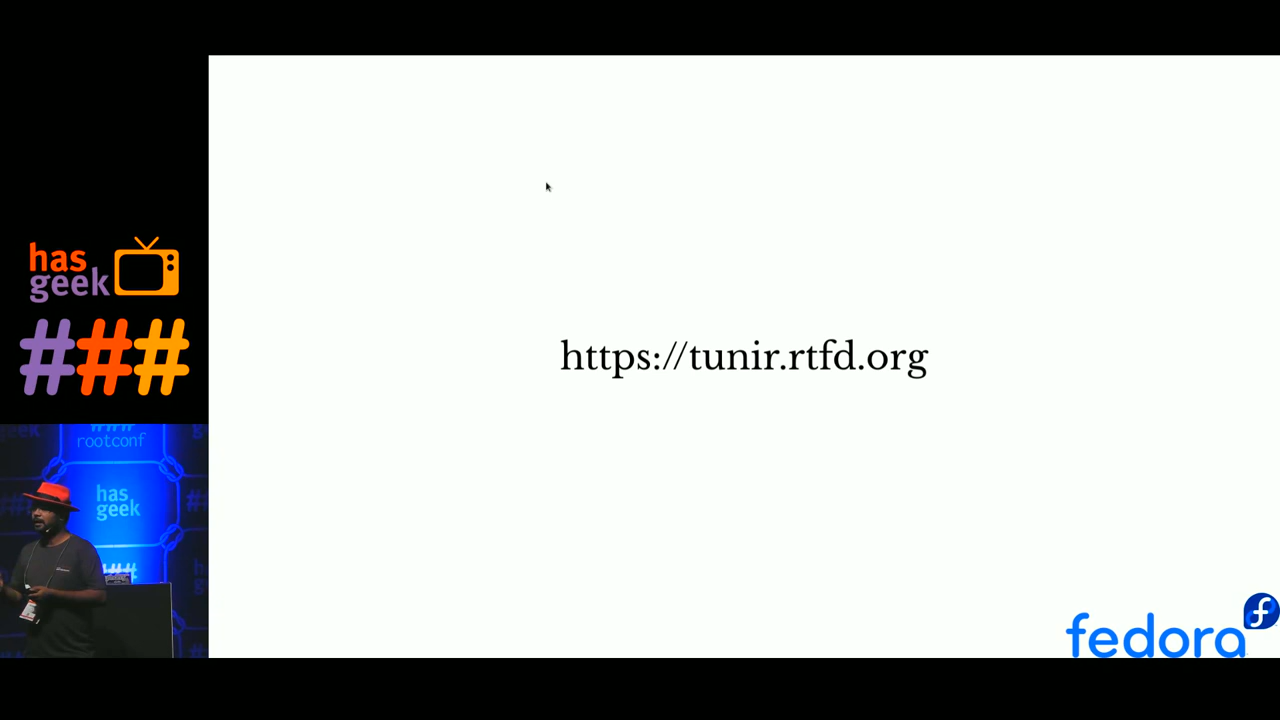 https://tunir.rtfd.org
has
geek
###
rootconf
has
geek
###
fedora